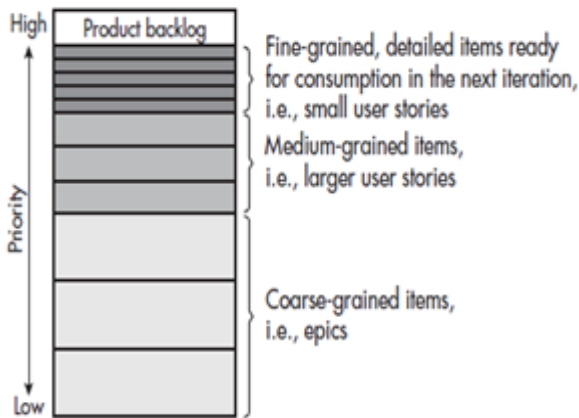 High
Product backlog
Fine-grained, detailed items ready
for consumption in the next iteration,
i.e., small user stories
Medium-grained items,
i.e., larger user stories
Priority
Coarse-grained items,
i.e., epics
Low